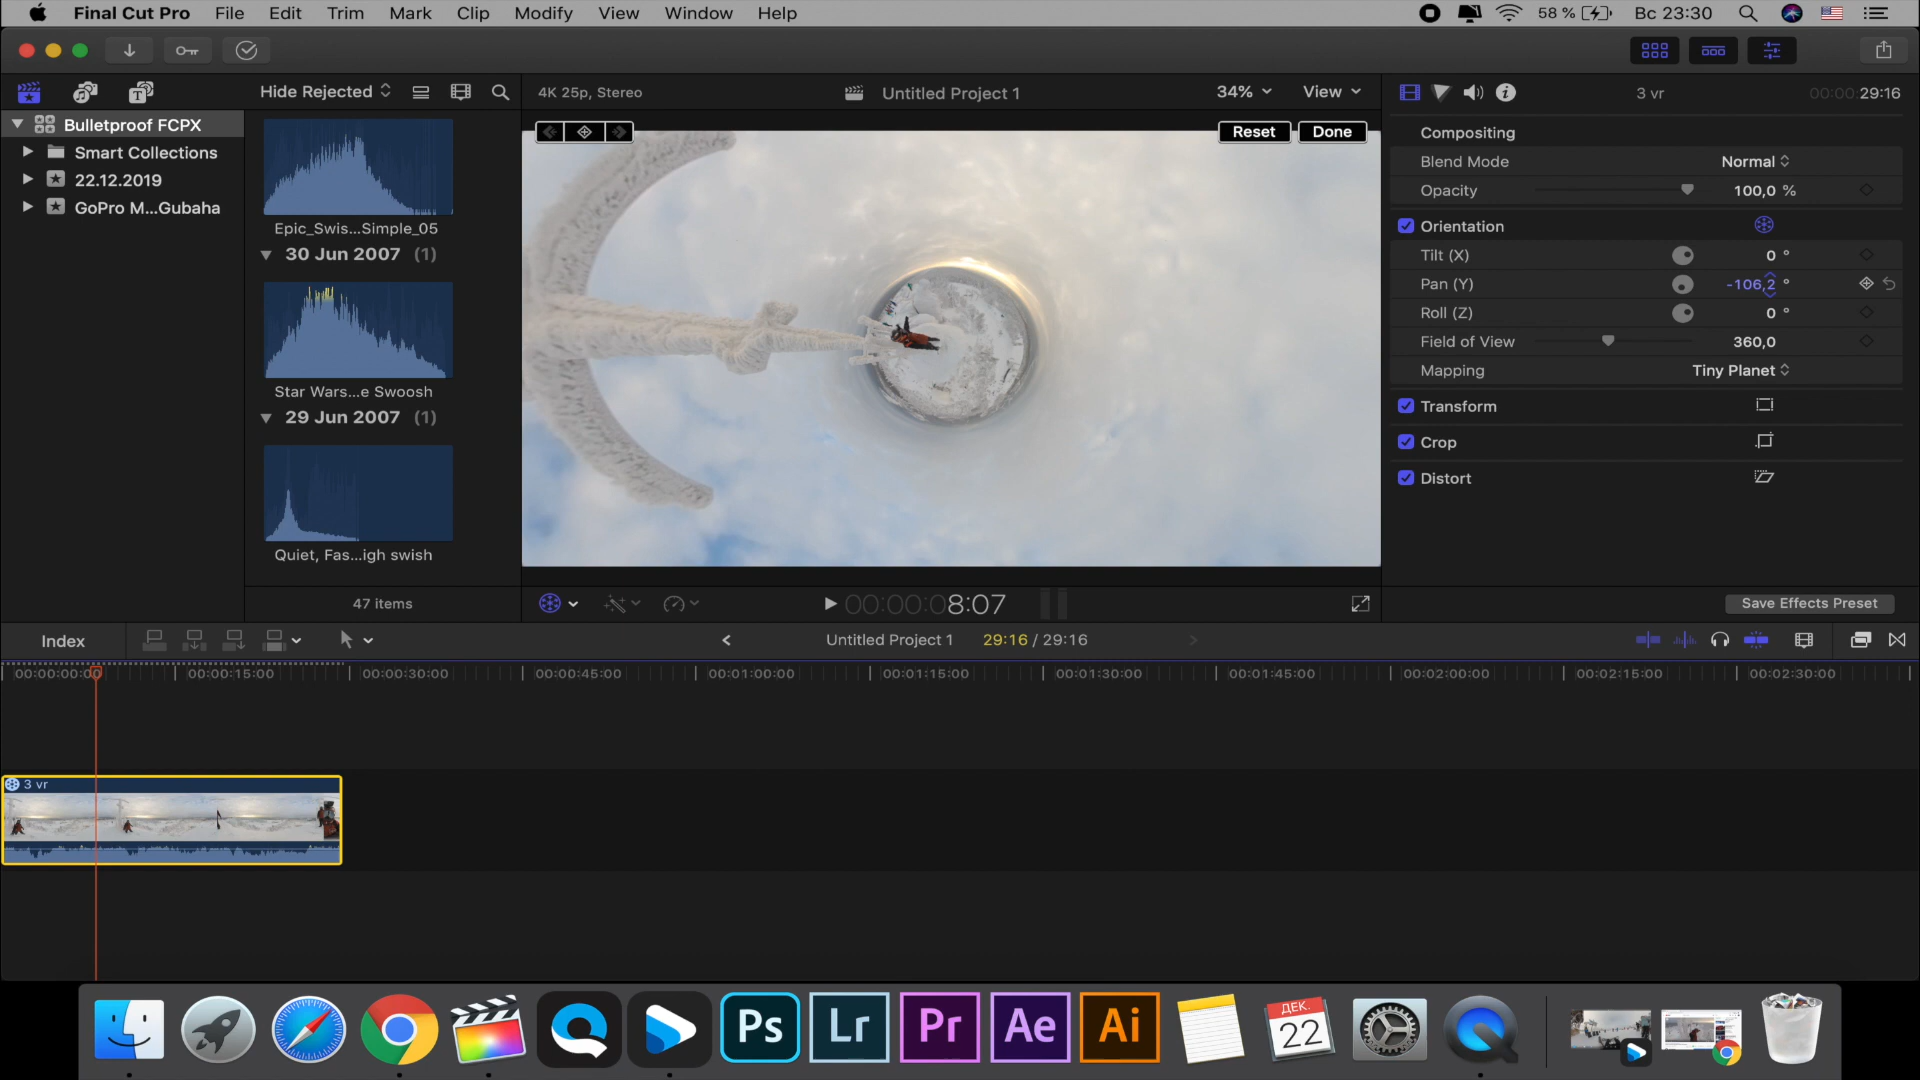 Final Cut Pro File Edit Trim Mark Clip Modify View Window Help 58 % Вс 23:30
Hide Rejected 4K 25p, Stereo Untitled Project 1 34% View 3 vr 00:00:29:16
Bulletproof FCPX
Smart Collections
22.12.2019
GoPro M...Gubaha
Epic_Swis...Simple_05
30 Jun 2007 (1)
Star Wars...e Swoosh
29 Jun 2007 (1)
Quiet, Fas...igh swish
47 items
Reset Done
00:00:08:07
Compositing
Blend Mode Normal
Opacity 100,0 %
Orientation
Tilt (X) 0 °
Pan (Y) -106,2 °
Roll (Z) 0 °
Field of View 360,0
Mapping Tiny Planet
Transform
Crop
Distort
Save Effects Preset
Index Untitled Project 1 29:16 / 29:16
00:00:00:00 00:00:15:00 00:00:30:00 00:00:45:00 00:01:00:00 00:01:15:00 00:01:30:00 00:01:45:00 00:02:00:00 00:02:15:00 00:02:30:00
3 vr
Ps Lr Pr Ae Ai ДЕК. 22